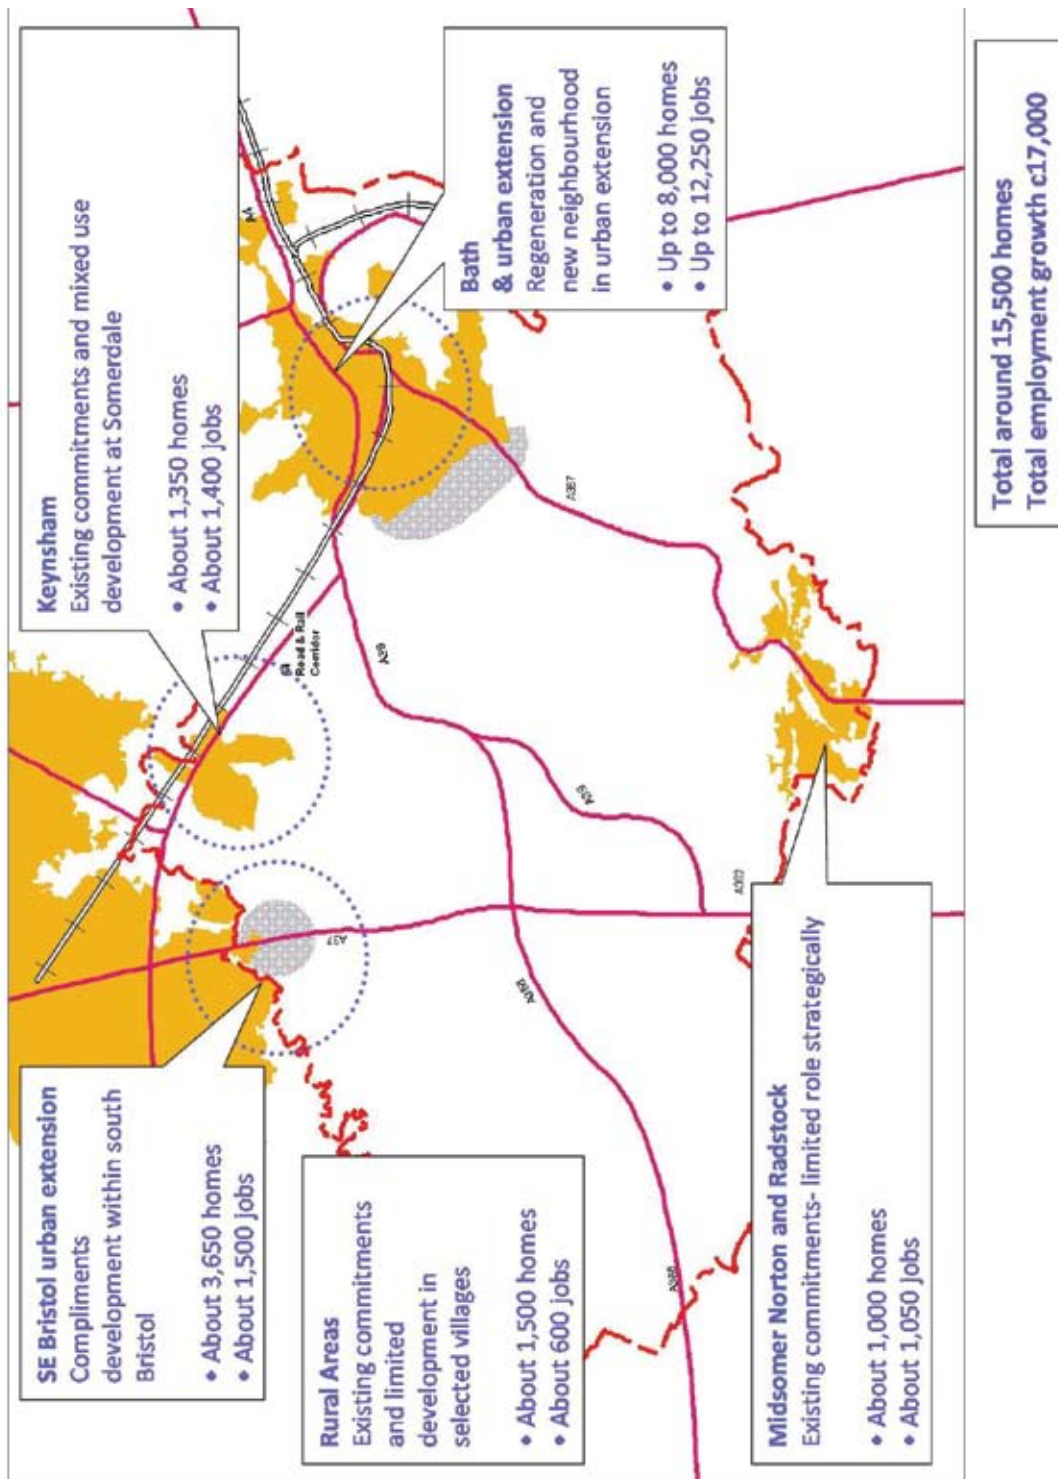 SE Bristol urban extension
Compliments
development within south
Bristol
• About 3,650 homes
• About 1,500 jobs
Keynsham
Existing commitments and mixed use
development at Somerdale
• About 1,350 homes
• About 1,400 jobs
Rural Areas
Existing commitments
and limited
development in
selected villages
• About 1,500 homes
• About 600 jobs
Bath
& urban extension
Regeneration and
new neighbourhood
in urban extension
• Up to 8,000 homes
• Up to 12,250 jobs
Midsomer Norton and Radstock
Existing commitments- limited role strategically
• About 1,000 homes
• About 1,050 jobs
A4
Road & Rail
Corridor
A37
A39
A39
A367
A368
Total around 15,500 homes
Total employment growth c17,000